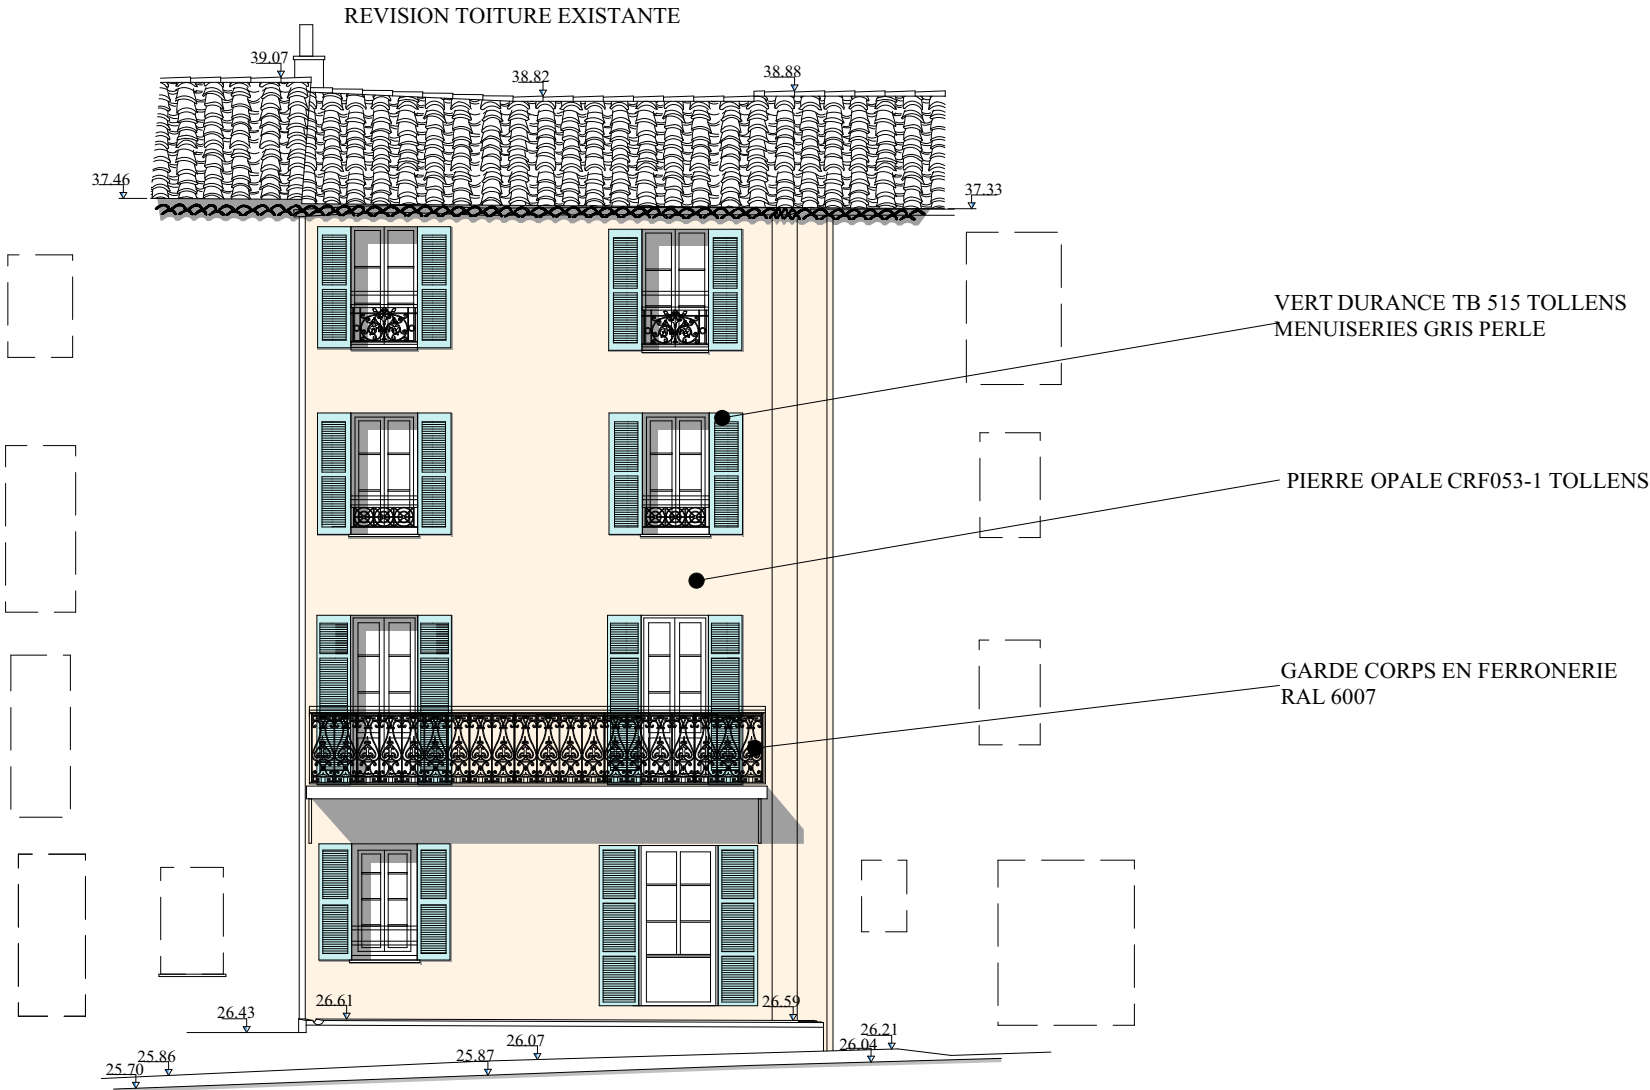 REVISION TOITURE EXISTANTE
39.07
38.82
38.88
37.46
37.33
VERT DURANCE TB 515 TOLLENS
MENUISERIES GRIS PERLE
PIERRE OPALE CRF053-1 TOLLENS
GARDE CORPS EN FERRONERIE
RAL 6007
26.61
26.59
26.43
26.21
26.07
26.04
25.86
25.87
25.70